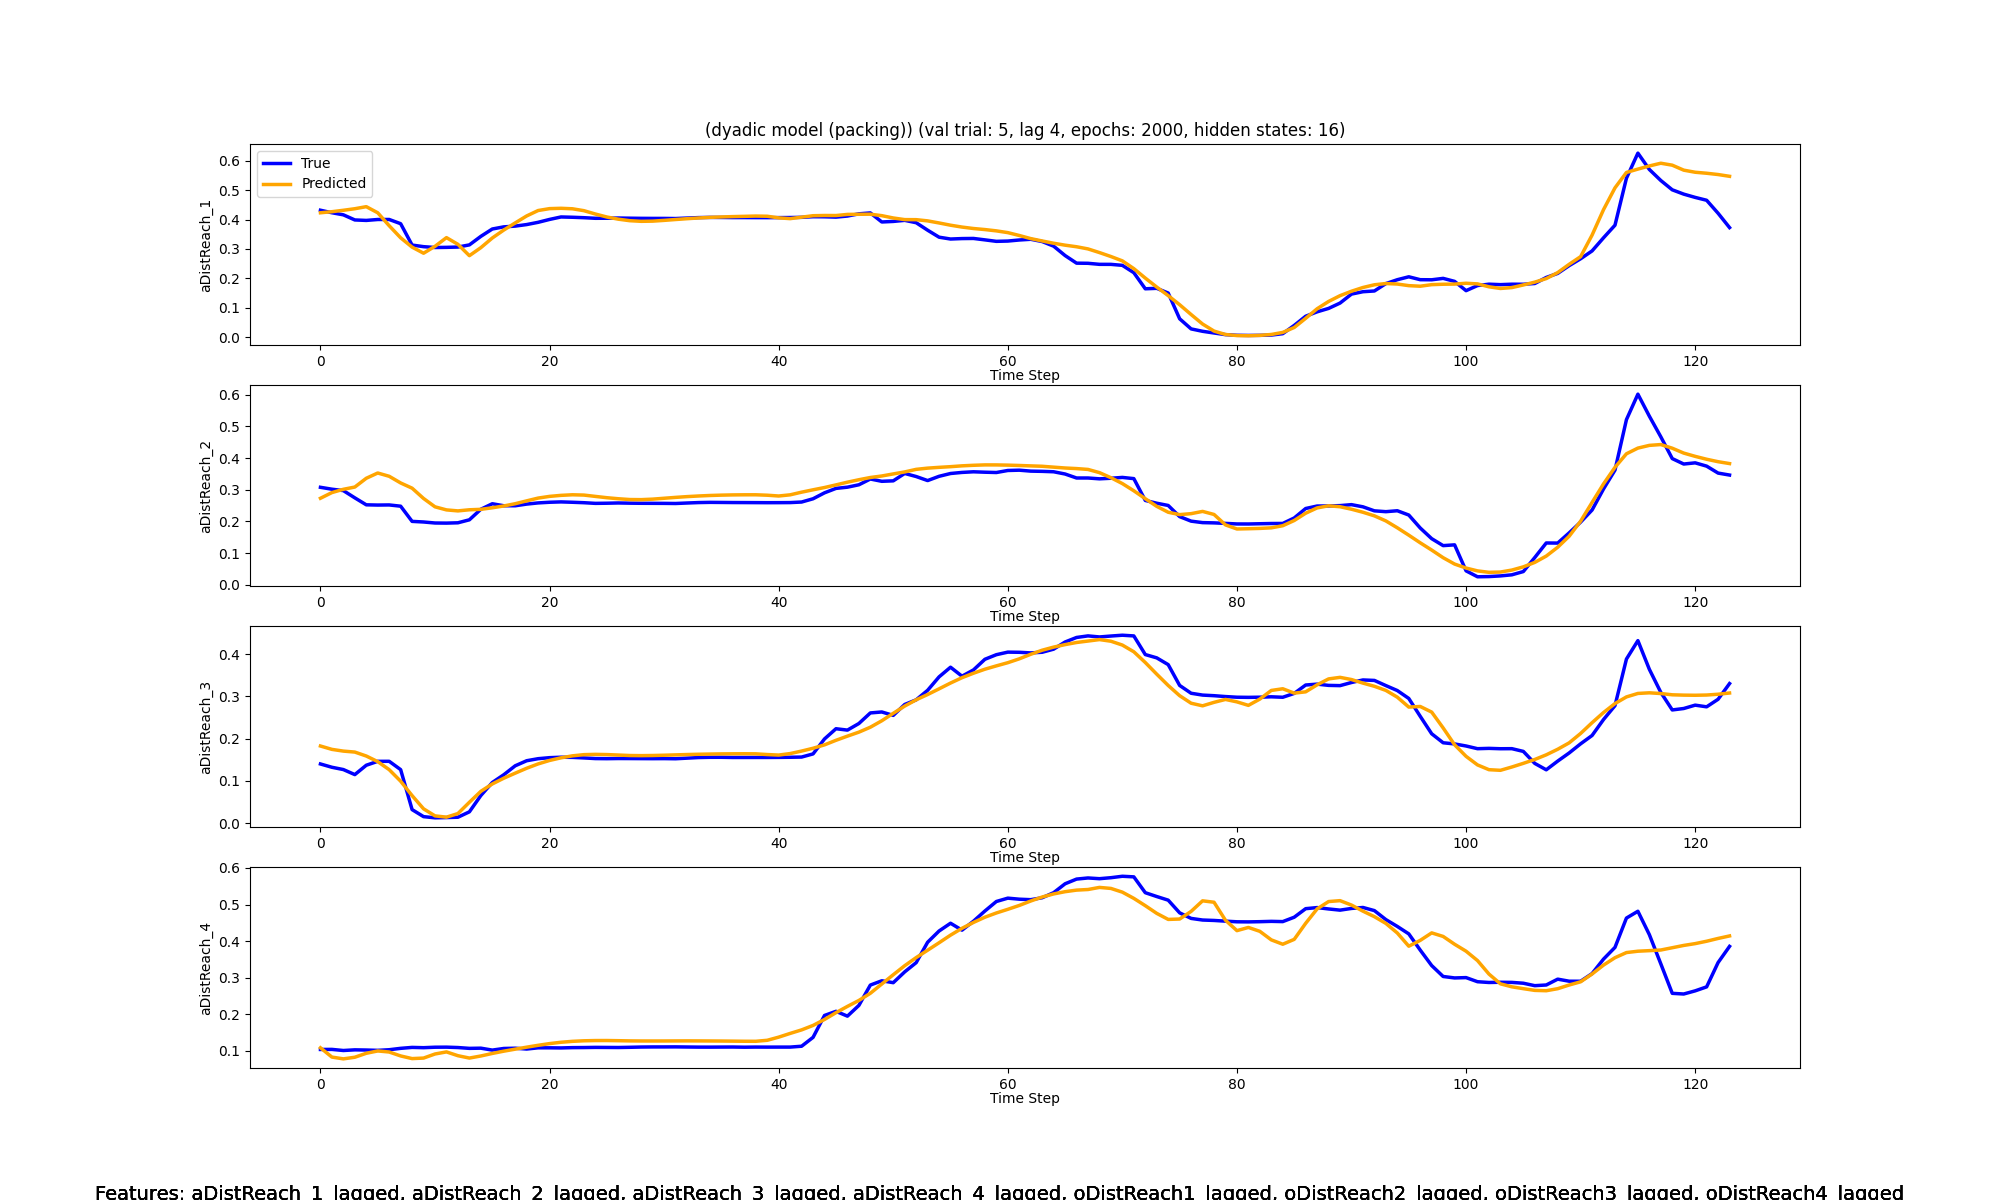 (dyadic model (packing)) (val trial: 5, lag 4, epochs: 2000, hidden states: 16)
True
Predicted
aDistReach_1
0.6
0.5
0.4
0.3
0.2
0.1
0.0
0 20 40 60 80 100 120
Time Step
aDistReach_2
0.6
0.5
0.4
0.3
0.2
0.1
0.0
0 20 40 60 80 100 120
Time Step
aDistReach_3
0.4
0.3
0.2
0.1
0.0
0 20 40 60 80 100 120
Time Step
aDistReach_4
0.6
0.5
0.4
0.3
0.2
0.1
0 20 40 60 80 100 120
Time Step
Features: aDistReach_1_lagged, aDistReach_2_lagged, aDistReach_3_lagged, aDistReach_4_lagged, oDistReach1_lagged, oDistReach2_lagged, oDistReach3_lagged, oDistReach4_lagged